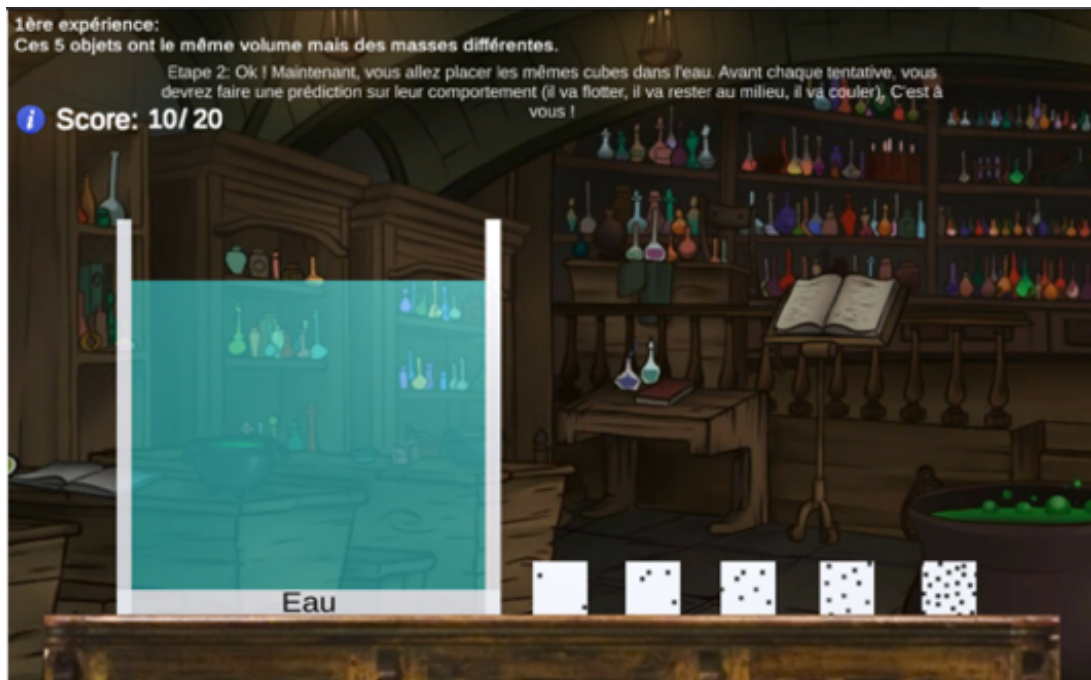 1ère expérience:
Ces 5 objets ont le même volume mais des masses différentes.
Etape 2: Ok ! Maintenant, vous allez placer les mêmes cubes dans l'eau. Avant chaque tentative, vous
devrez faire une prédiction sur leur comportement (il va flotter, il va rester au milieu, il va couler). C'est à
vous !
i Score: 10/ 20
Eau